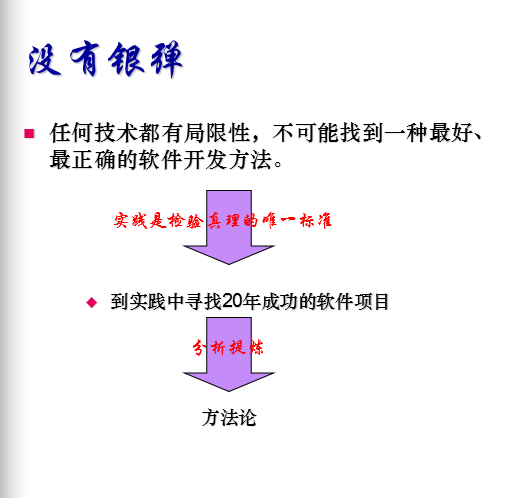 没有银弹
任何技术都有局限性，不可能找到一种最好、
最正确的软件开发方法。
实践是检验真理的唯一标准
到实践中寻找20年成功的软件项目
分析提炼
方法论